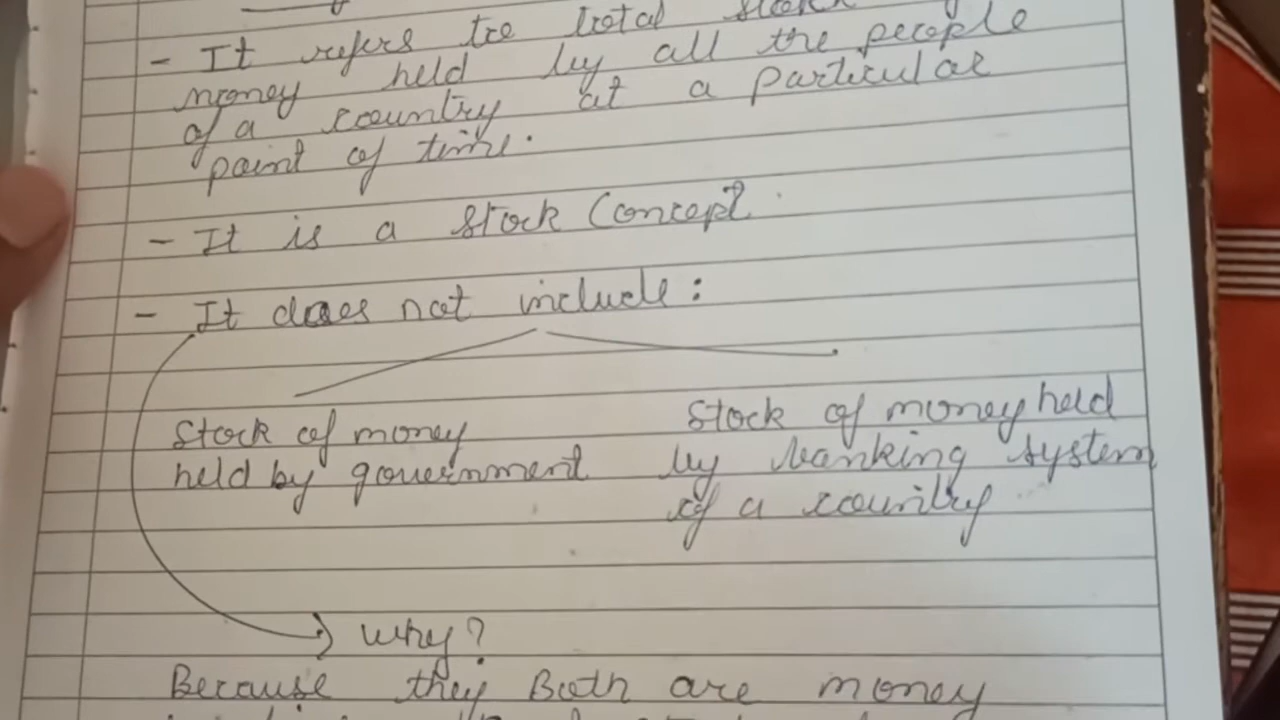 - It refers to total stock
money held by all the people
of a country at a particular
point of time.
- It is a Stock Concept.
- It does not include:
Stock of money
held by government
Stock of money held
by banking system
of a country
Why?
Because they Both are money